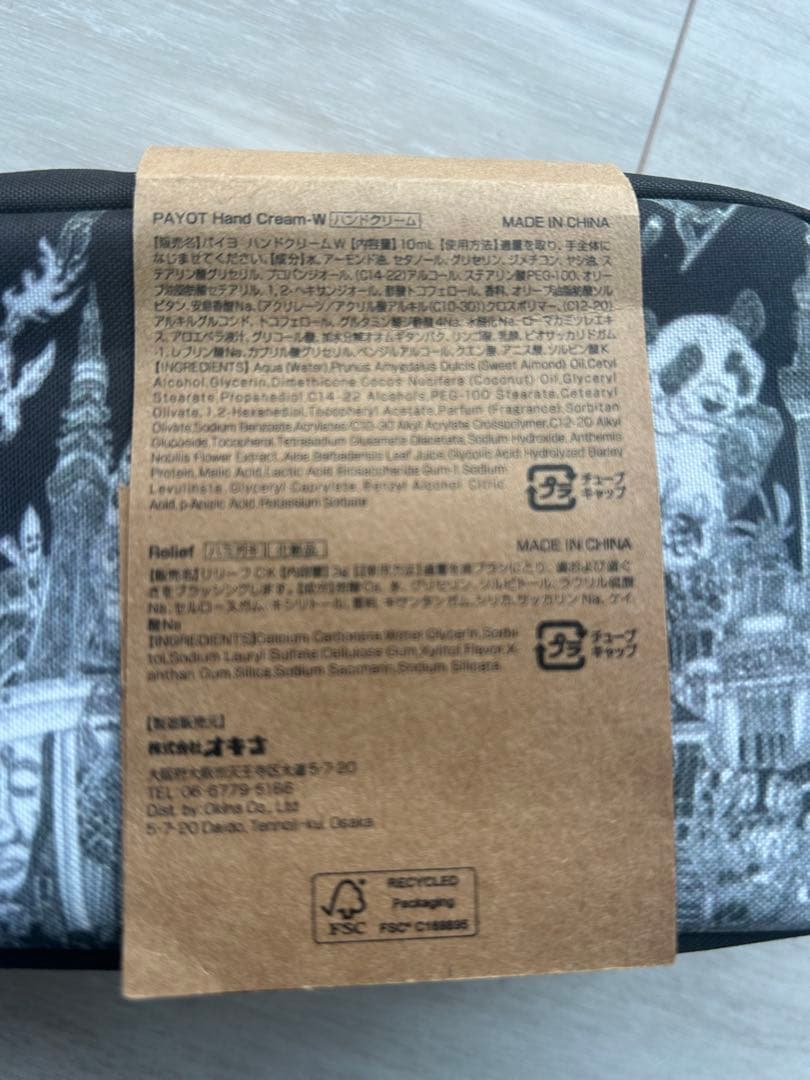 PAYOT Hand Cream-W ハンドクリーム MADE IN CHINA
【販売名】パイヨ ハンドクリームW 【内容量】10mL 【使用方法】適量を取り、手全体に
なじませてください。【成分】水、アーモンド油、セタノール、グリセリン、ジメチコン、ヤシ油、ス
テアリン酸グリセリル、プロパンジオール、(C14-22)アルコール、ステアリン酸PEG-100、オリー
ブ油脂肪酸セテアリル、1,2-ヘキサンジオール、酢酸トコフェロール、香料、オリーブ油脂肪酸ソル
ビタン、安息香酸Na、(アクリレーツ/アクリル酸アルキル(C10-30))クロスポリマー、(C12-20)
アルキルグルコシド、トコフェロール、グルタミン酸ジ酢酸4Na、水酸化Na、ローマカミツレエキ
ス、アロエベラ液汁、グリコール酸、加水分解オオムギタンパク、リンゴ酸、乳酸、ビオサッカリドガム
-1、レブリン酸Na、カプリル酸グリセリル、ベンジルアルコール、クエン酸、アニス酸、ソルビン酸K
【INGREDIENTS】Aqua (Water),Prunus Amygdalus Dulcis (Sweet Almond) Oil,Cetyl
Alcohol,Glycerin,Dimethicone Cocos Nucifera (Coconut) Oil,Glyceryl
Stearate,Propanediol,C14-22 Alcohols,PEG-100 Stearate,Cetearyl
Olivate,1,2-Hexanediol,Tocopheryl Acetate,Parfum (Fragrance),Sorbitan
Olivate,Sodium Benzoate,Acrylates/C10-30 Alkyl Acrylate Crosspolymer,C12-20 Alkyl
Glucoside,Tocopherol,Tetrasodium Glutamate Diacetate,Sodium Hydroxide, Anthemis
Nobilis Flower Extract, Aloe Barbadensis Leaf Juice,Glycolic Acid,Hydrolyzed Barley
Protein, Malic Acid,Lactic Acid,Biosaccharide Gum-1,Sodium
Levulinate, Glyceryl Caprylate, Benzyl Alcohol, Citric
Acid,p-Anisic Acid,Potassium Sorbate
プラ チューブ
キャップ
Relief ハミガキ 化粧品 MADE IN CHINA
【販売名】リリーフCK 【内容量】3g 【使用方法】適量を歯ブラシにとり、歯および歯ぐ
きをブラッシングします。【成分】炭酸Ca、水、グリセリン、ソルビトール、ラウリル硫酸
Na、セルロースガム、キシリトール、香料、キサンタンガム、シリカ、サッカリンNa、ケイ
酸Na
【INGREDIENTS】Calcium Carbonate,Water,Glycerin,Sorbi
tol,Sodium Lauryl Sulfate,Cellulose Gum,Xylitol,Flavor,X
anthan Gum,Silica,Sodium Saccharin,Sodium Silicate
プラ チューブ
キャップ
【製造販売元】
株式会社オキナ
大阪府大阪市天王寺区大道5-7-20
TEL 06-6779-5166
Dist. by: Okina Co., Ltd
5-7-20 Daido, Tennoji-ku, Osaka
FSC
RECYCLED
Packaging